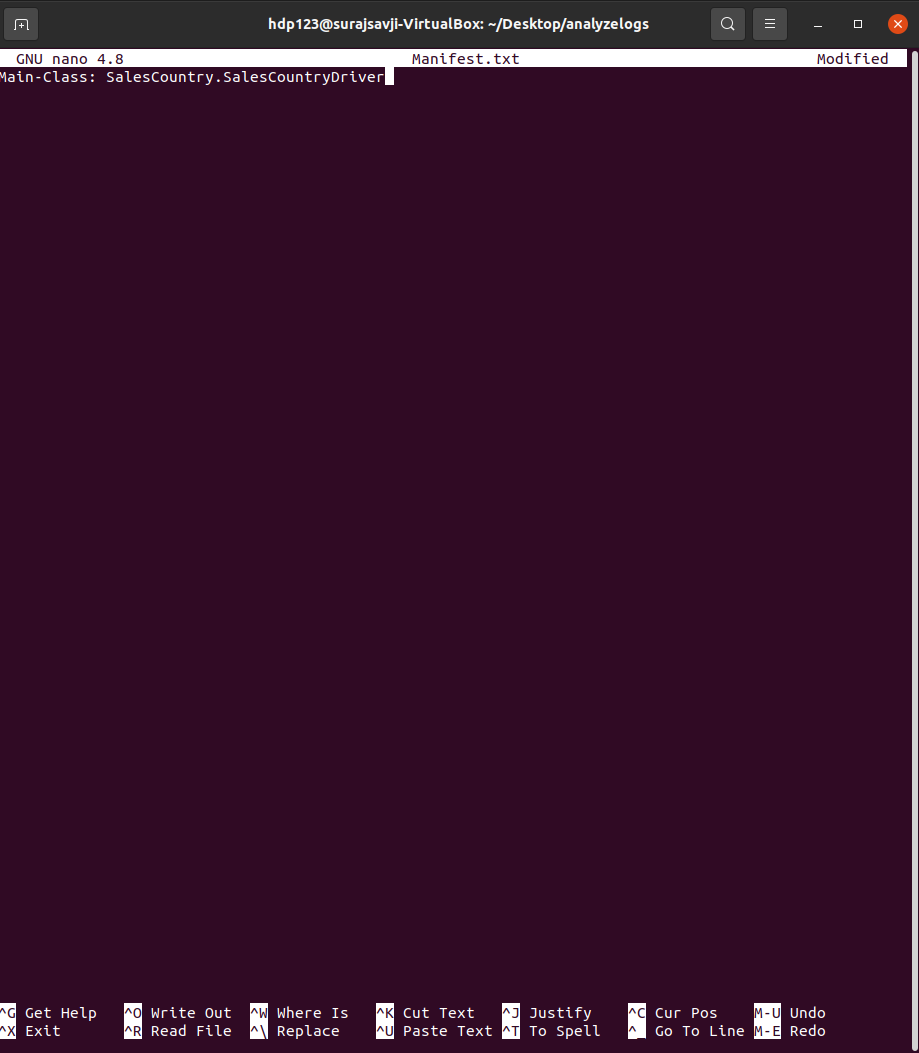 hdp123@surajsavji-VirtualBox: ~/Desktop/analyzelogs
GNU nano 4.8 Manifest.txt Modified
Main-Class: SalesCountry.SalesCountryDriver
^G Get Help ^O Write Out ^W Where Is ^K Cut Text ^J Justify ^C Cur Pos M-U Undo
^X Exit ^R Read File ^\ Replace ^U Paste Text ^T To Spell ^_ Go To Line M-E Redo